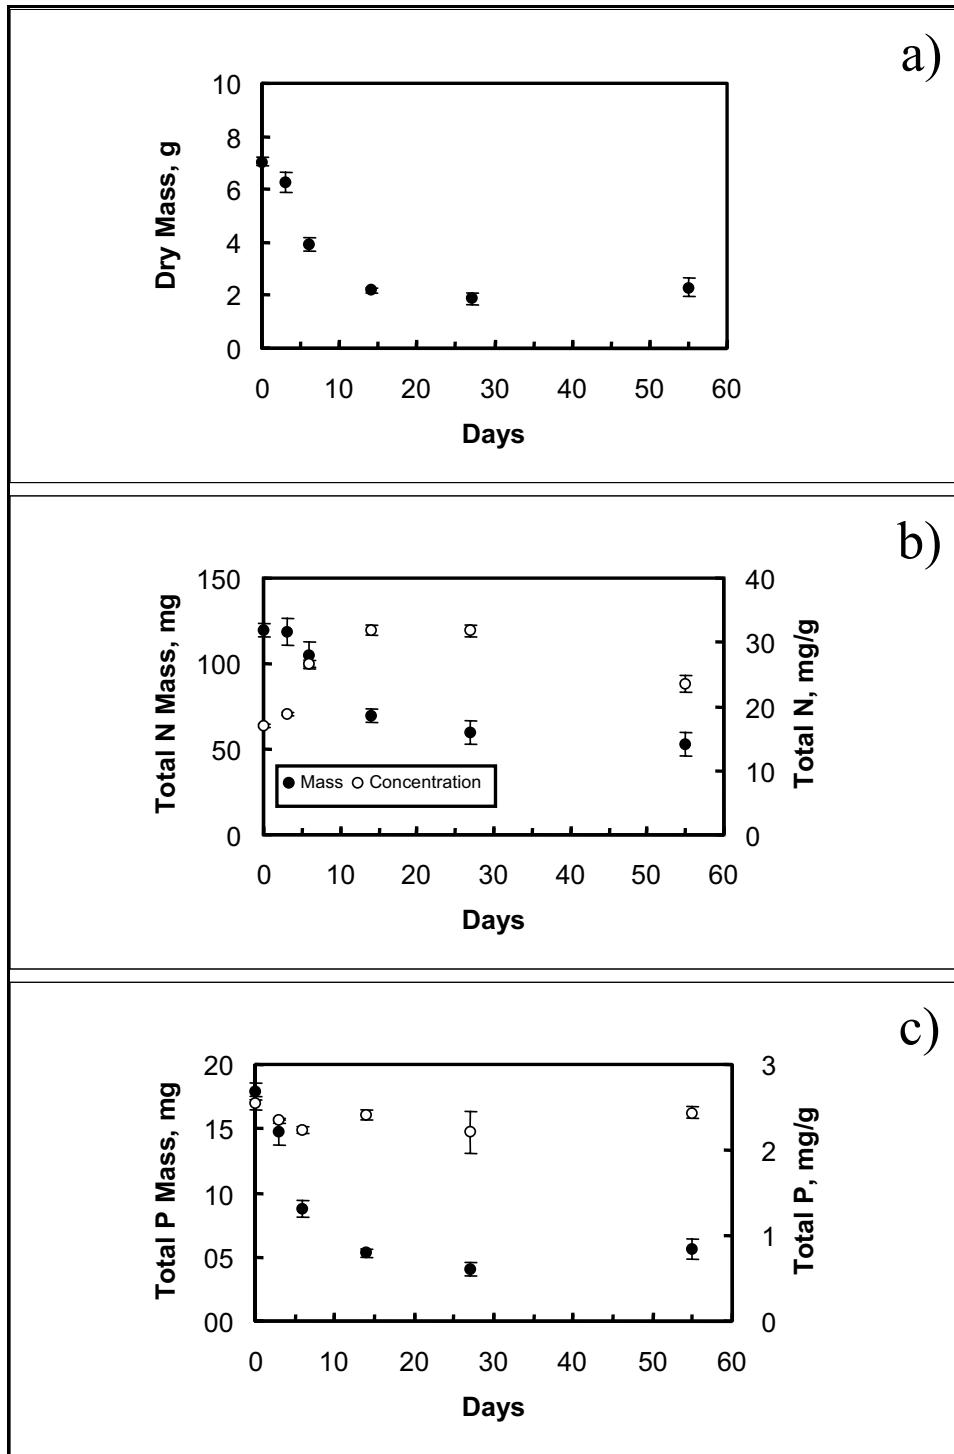 a)
10
8
6
4
2
0
Dry Mass, g
0 10 20 30 40 50 60
Days
b)
150
100
50
0
Total N Mass, mg
40
30
20
10
0
Total N, mg/g
Mass Concentration
0 10 20 30 40 50 60
Days
c)
20
15
10
05
00
Total P Mass, mg
3
2
1
0
Total P, mg/g
0 10 20 30 40 50 60
Days